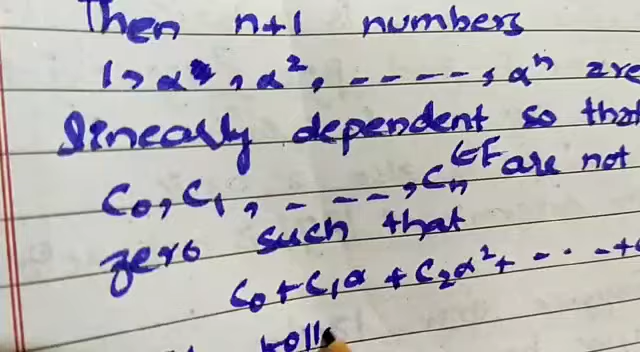 Then n+1 numbers
1, α, α², - - - - -, αⁿ are
linearly dependent so that
C₀, C₁, - - - -, Cₙ ∈ F are not
zero such that
C₀ + C₁α + C₂α² + - · · - +